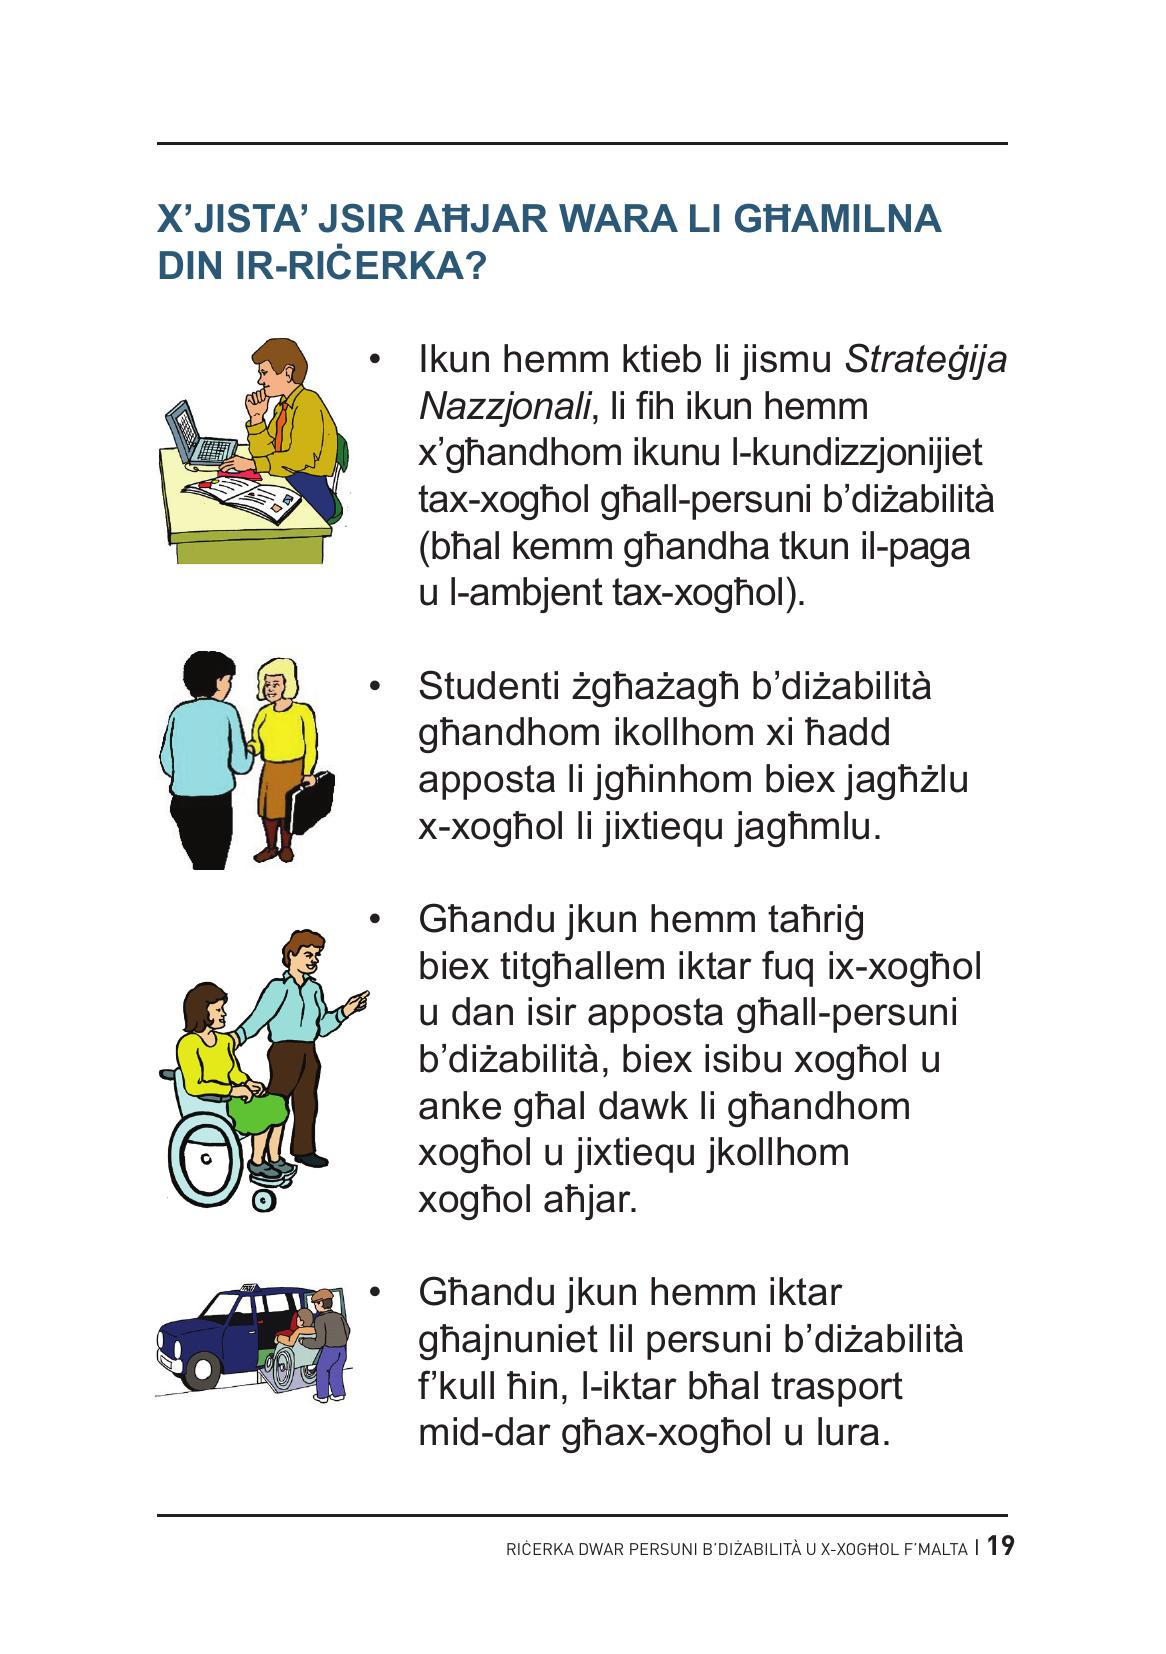 X’JISTA’ JSIR AĦJAR WARA LI GĦAMILNA
DIN IR-RIĊERKA?
• Ikun hemm ktieb li jismu Strateġija
Nazzjonali, li fih ikun hemm
x’għandhom ikunu l-kundizzjonijiet
tax-xogħol għall-persuni b’diżabilità
(bħal kemm għandha tkun il-paga
u l-ambjent tax-xogħol).
• Studenti żgħażagħ b’diżabilità
għandhom ikollhom xi ħadd
apposta li jgħinhom biex jagħżlu
x-xogħol li jixtiequ jagħmlu.
• Għandu jkun hemm taħriġ
biex titgħallem iktar fuq ix-xogħol
u dan isir apposta għall-persuni
b’diżabilità, biex isibu xogħol u
anke għal dawk li għandhom
xogħol u jixtiequ jkollhom
xogħol aħjar.
TAXI
• Għandu jkun hemm iktar
għajnuniet lil persuni b’diżabilità
f’kull ħin, l-iktar bħal trasport
mid-dar għax-xogħol u lura.
RIĊERKA DWAR PERSUNI B’DIŻABILITÀ U X-XOGĦOL F’MALTA | 19